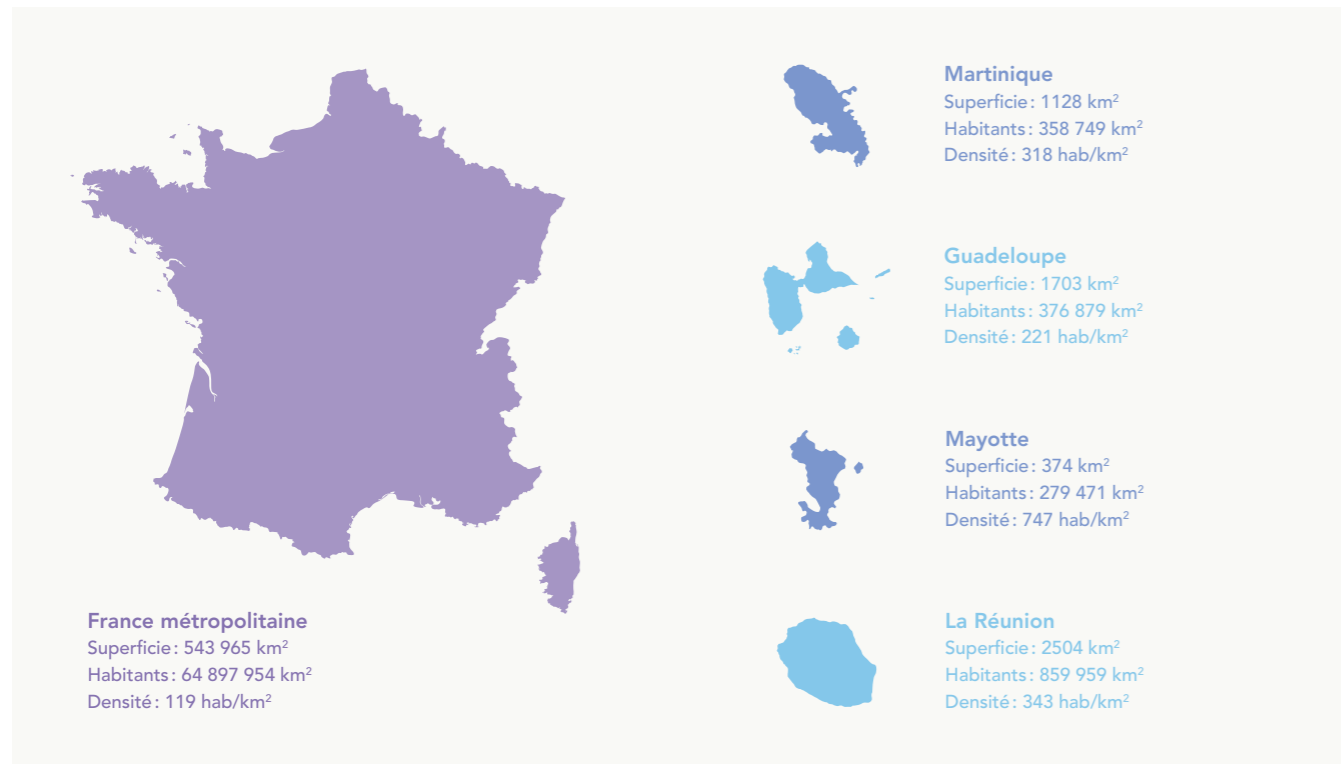 Martinique
Superficie : 1128 km²
Habitants : 358 749 km²
Densité : 318 hab/km²
Guadeloupe
Superficie : 1703 km²
Habitants : 376 879 km²
Densité : 221 hab/km²
Mayotte
Superficie : 374 km²
Habitants : 279 471 km²
Densité : 747 hab/km²
France métropolitaine
Superficie : 543 965 km²
Habitants : 64 897 954 km²
Densité : 119 hab/km²
La Réunion
Superficie : 2504 km²
Habitants : 859 959 km²
Densité : 343 hab/km²